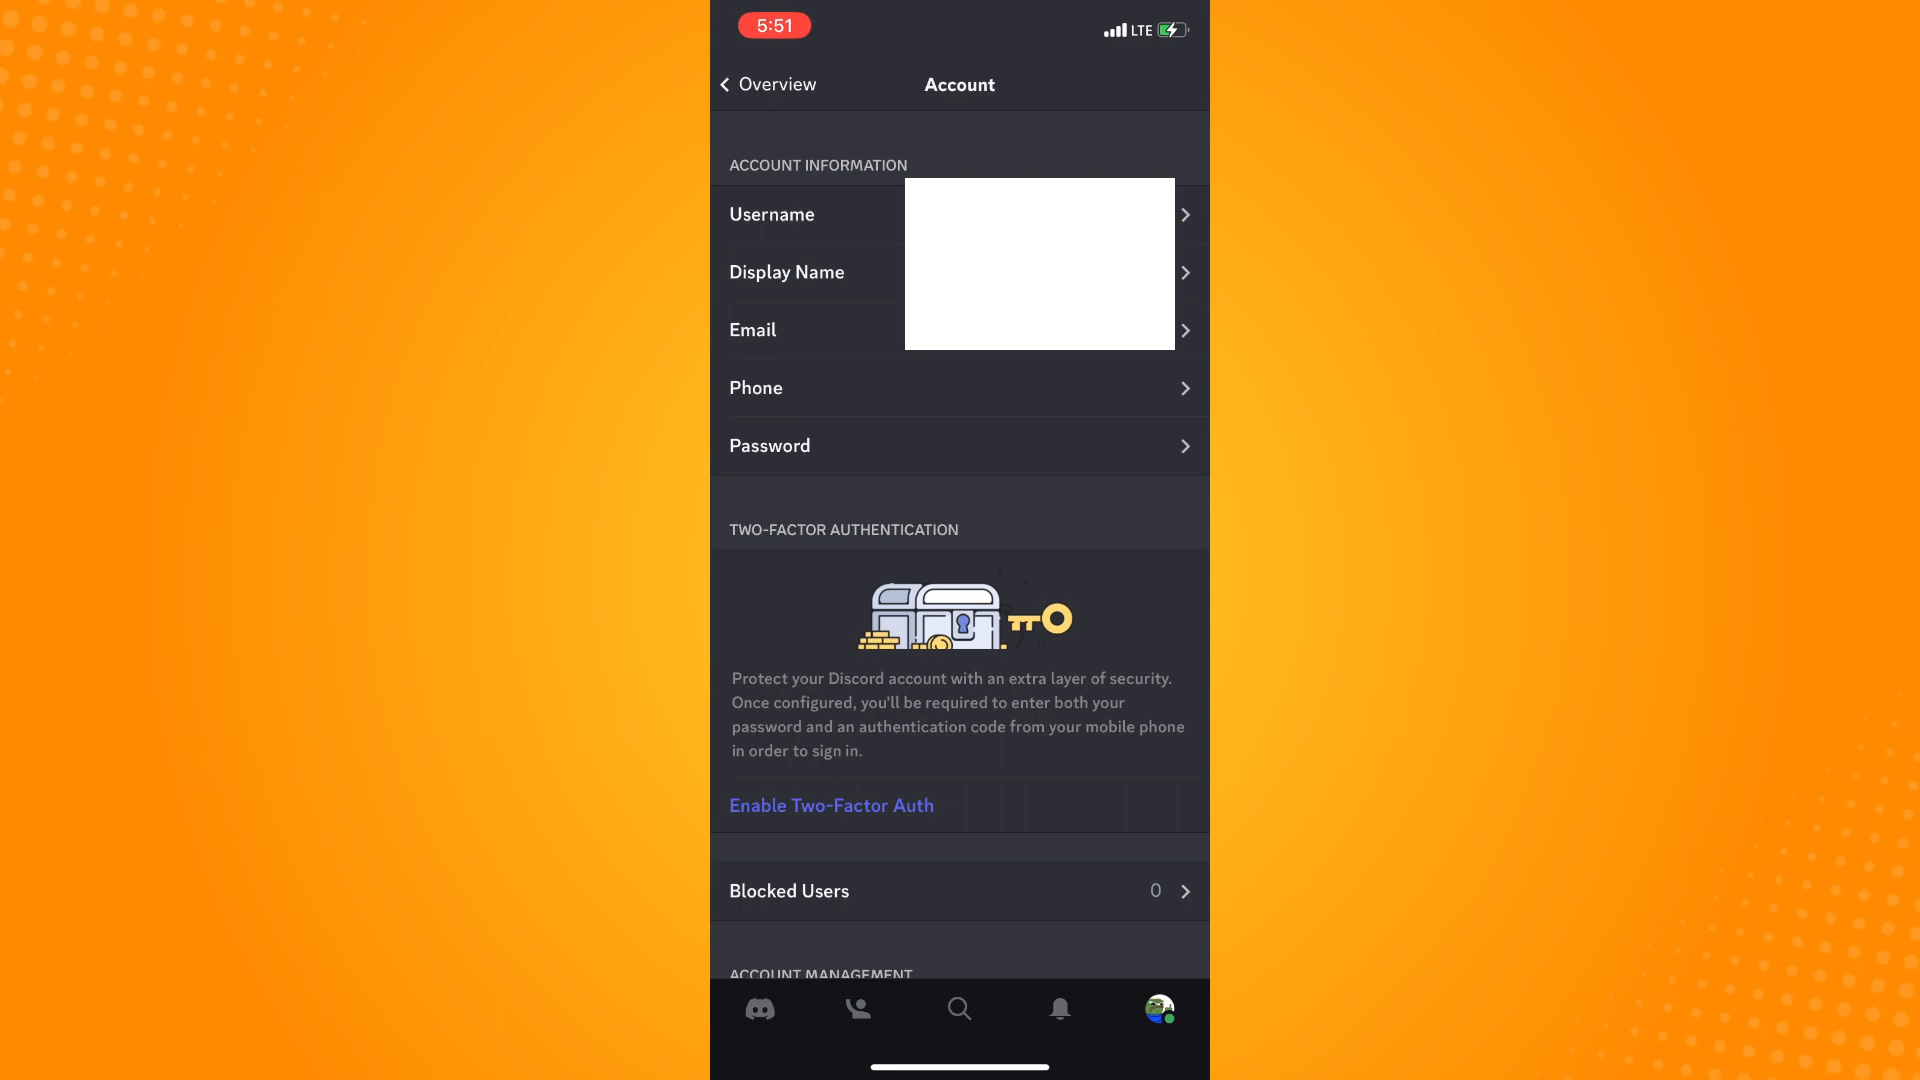 5:51
LTE
Overview
Account
ACCOUNT INFORMATION
Username
Display Name
Email
Phone
Password
TWO-FACTOR AUTHENTICATION
Protect your Discord account with an extra layer of security.
Once configured, you'll be required to enter both your
password and an authentication code from your mobile phone
in order to sign in.
Enable Two-Factor Auth
Blocked Users 0
ACCOUNT MANAGEMENT